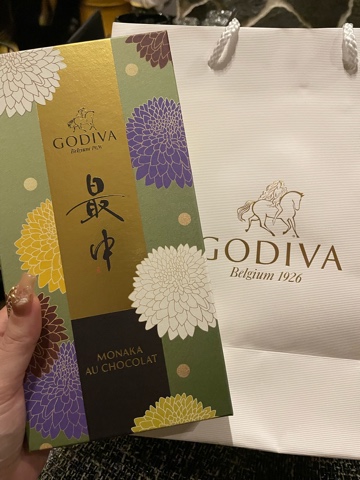 GODIVA
Belgium 1926
最中
MONAKA
AU CHOCOLAT
GODIVA
Belgium 1926